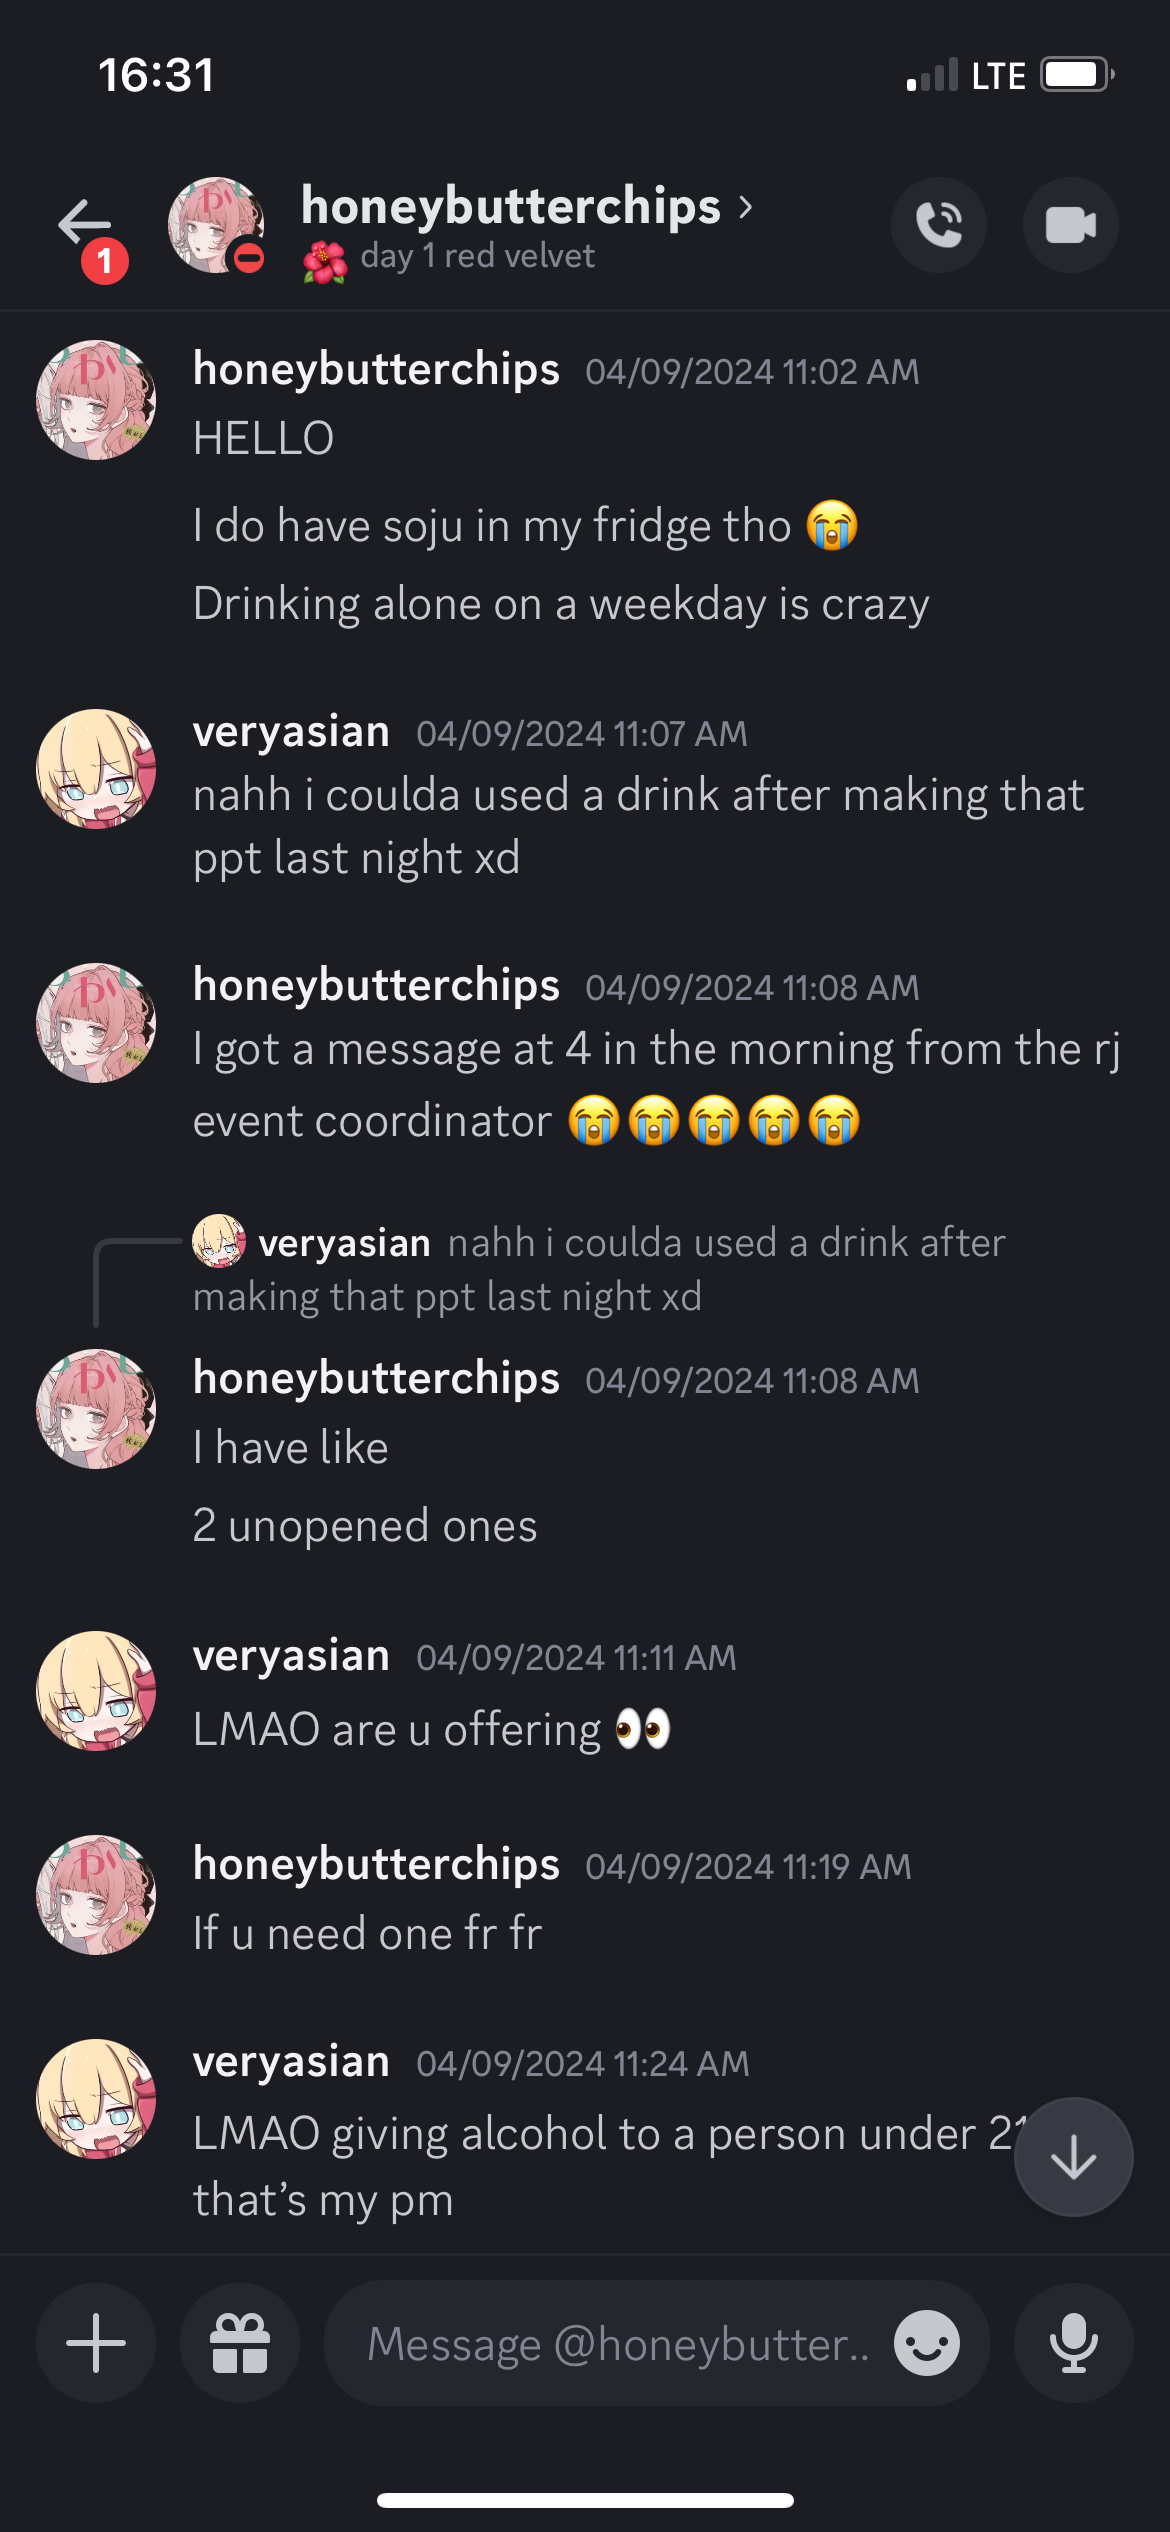 16:31
LTE
1
honeybutterchips
🌺 day 1 red velvet
honeybutterchips 04/09/2024 11:02 AM
HELLO
I do have soju in my fridge tho 😭
Drinking alone on a weekday is crazy
veryasian 04/09/2024 11:07 AM
nahh i coulda used a drink after making that
ppt last night xd
honeybutterchips 04/09/2024 11:08 AM
I got a message at 4 in the morning from the rj
event coordinator 😭😭😭😭😭
veryasian nahh i coulda used a drink after
making that ppt last night xd
honeybutterchips 04/09/2024 11:08 AM
I have like
2 unopened ones
veryasian 04/09/2024 11:11 AM
LMAO are u offering 👀
honeybutterchips 04/09/2024 11:19 AM
If u need one fr fr
veryasian 04/09/2024 11:24 AM
LMAO giving alcohol to a person under 21
that's my pm
Message @honeybutter..